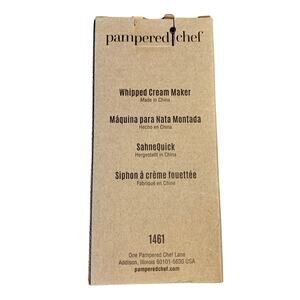 pampered chef
Whipped Cream Maker
Made in China
Máquina para Nata Montada
Hecho en China
SahneQuick
Hergestellt in China
Siphon à crème fouettée
Fabriqué en Chine
1461
One Pampered Chef Lane
Addison, Illinois 60101-5630 USA
pamperedchef.com